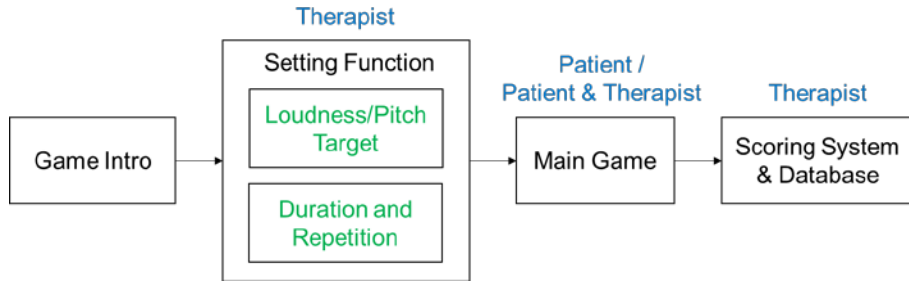 Therapist
Setting Function
Loudness/Pitch
Target
Duration and
Repetition
Game Intro
Patient /
Patient & Therapist
Main Game
Therapist
Scoring System
& Database